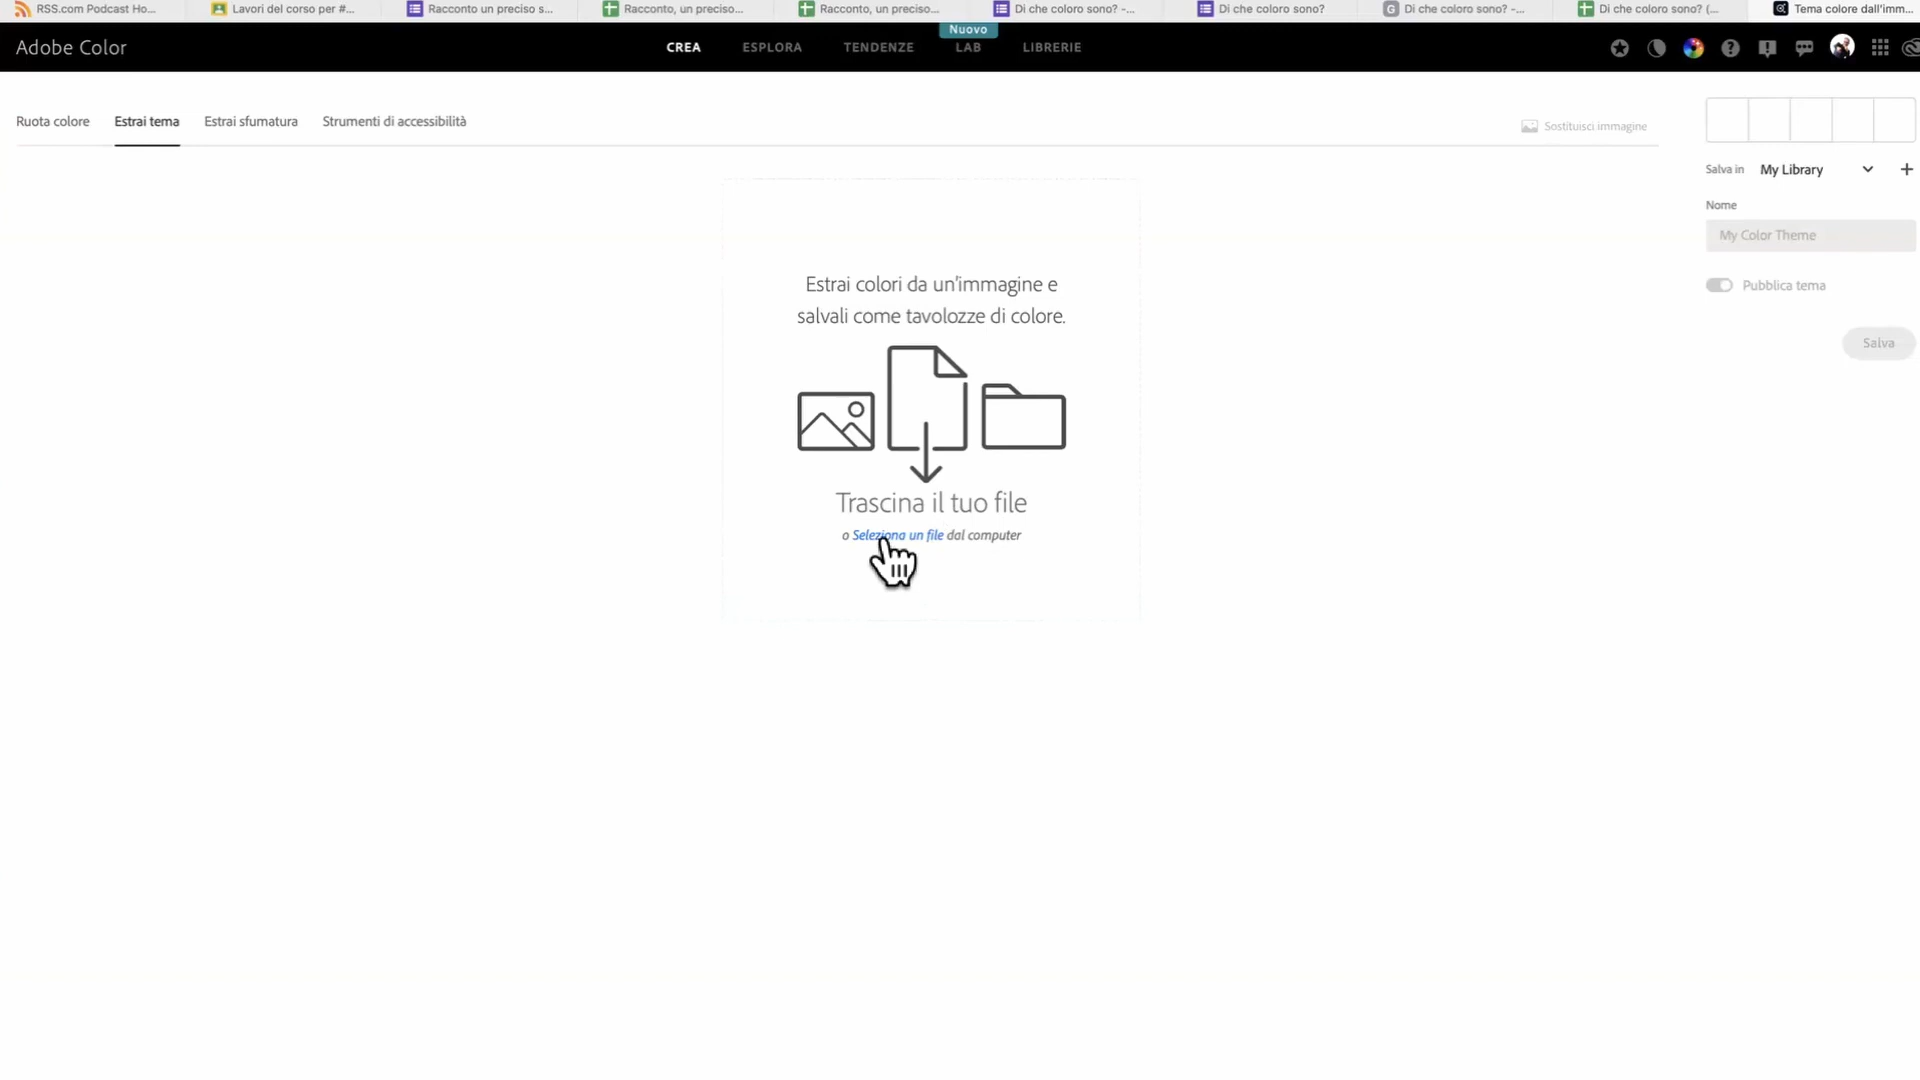 RSS.com Podcast Ho...
Lavori del corso per #...
Racconto un preciso s...
Racconto, un preciso...
Racconto, un preciso...
Di che coloro sono? -...
Di che coloro sono?
Di che coloro sono? -...
Di che coloro sono? (...
Tema colore dall'imm...
Adobe Color
CREA
ESPLORA
TENDENZE
Nuovo
LAB
LIBRERIE
Ruota colore
Estrai tema
Estrai sfumatura
Strumenti di accessibilità
Sostituisci immagine
Salva in
My Library
Nome
My Color Theme
Pubblica tema
Salva
Estrai colori da un'immagine e
salvali come tavolozze di colore.
Trascina il tuo file
o Seleziona un file dal computer